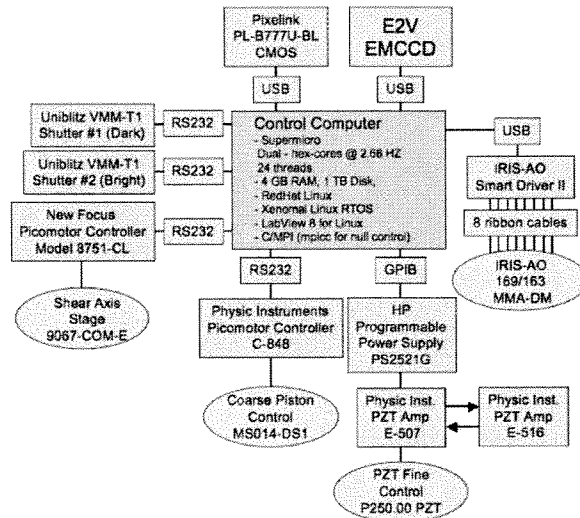 Pixelink
PL-B777U-BL
CMOS
E2V
EMCCD
USB
USB
Uniblitz VMM-T1
Shutter #1 (Dark)
RS232
Uniblitz VMM-T1
Shutter #2 (Bright)
RS232
New Focus
Picomotor Controller
Model 8751-CL
RS232
Shear Axis
Stage
9067-COM-E
Control Computer
- Supermicro
Dual - hex-cores @ 2.66 HZ
24 threads
- 4 GB RAM, 1 TB Disk,
- RedHat Linux
- Xenomai Linux RTOS
- LabView 8 for Linux
- C/MPI (mpicc for null control)
USB
IRIS-AO
Smart Driver II
8 ribbon cables
IRIS-AO
169/163
MMA-DM
RS232
GPIB
Physic Instruments
Picomotor Controller
C-848
Coarse Piston
Control
MS014-DS1
HP
Programmable
Power Supply
PS2521G
Physic Inst.
PZT Amp
E-507
Physic Inst.
PZT Amp
E-516
PZT Fine
Control
P250.00 PZT